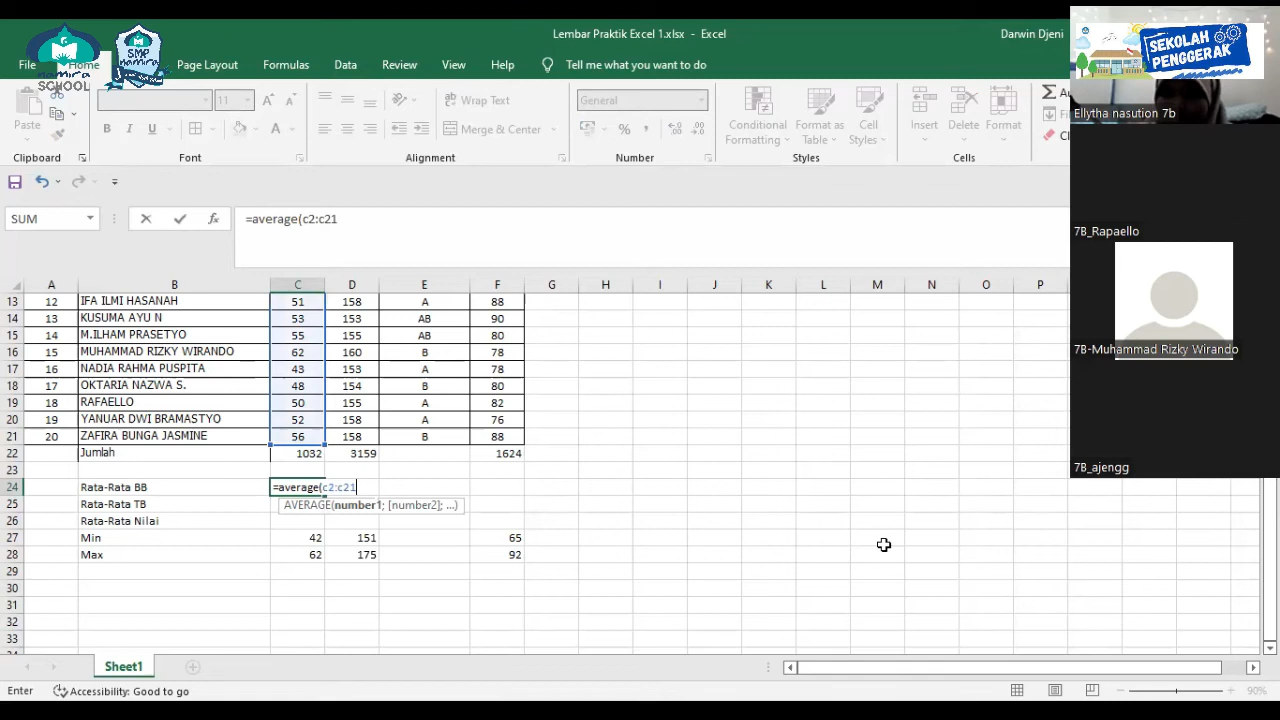 Lembar Praktik Excel 1.xlsx - Excel
Darwin Djeni
SEKOLAH PENGGERAK
SMP
SCHOOL
File
Home
Page Layout
Formulas
Data
Review
View
Help
Tell me what you want to do
Paste
Clipboard
11
B
I
U
Font
Wrap Text
Merge & Center
Alignment
General
Number
Conditional Formatting
Format as Table
Cell Styles
Styles
Insert
Delete
Format
Cells
Ellytha nasution 7b
SUM
=average(c2:c21
7B_Rapaello
A B C D E F G H I J K L M N O P
13 12 IFA ILMI HASANAH 51 158 A 88
14 13 KUSUMA AYU N 53 153 AB 90
15 14 M.ILHAM PRASETYO 55 155 AB 80
16 15 MUHAMMAD RIZKY WIRANDO 62 160 B 78
17 16 NADIA RAHMA PUSPITA 43 153 A 78
18 17 OKTARIA NAZWA S. 48 154 B 80
19 18 RAFAELLO 50 155 A 82
20 19 YANUAR DWI BRAMASTYO 52 158 A 76
21 20 ZAFIRA BUNGA JASMINE 56 158 B 88
22 Jumlah 1032 3159 1624
23
24 Rata-Rata BB =average(c2:c21
25 Rata-Rata TB AVERAGE(number1; [number2]; ...)
26 Rata-Rata Nilai
27 Min 42 151 65
28 Max 62 175 92
29
30
31
32
33
7B-Muhammad Rizky Wirando
7B_ajengg
Sheet1
Enter
Accessibility: Good to go
90%